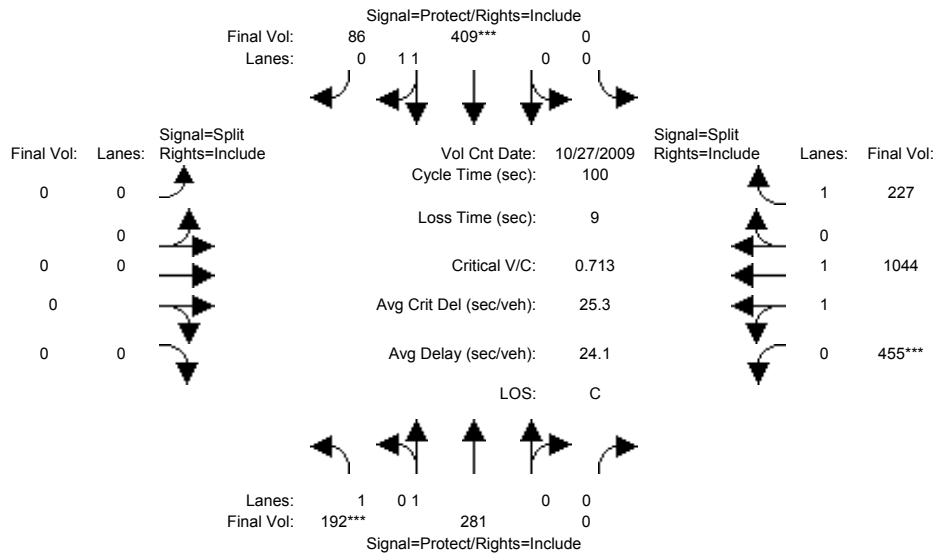 Signal=Protect/Rights=Include
Final Vol: 86 409*** 0
Lanes: 0 1 1 0 0
Signal=Split
Final Vol: Lanes: Rights=Include
Vol Cnt Date: 10/27/2009
Signal=Split
Rights=Include Lanes: Final Vol:
Cycle Time (sec): 100
0 0
1 227
Loss Time (sec): 9
0
0
0 0
Critical V/C: 0.713
1 1044
0
Avg Crit Del (sec/veh): 25.3
1
0 0
Avg Delay (sec/veh): 24.1
0 455***
LOS: C
Lanes: 1 0 1 0 0
Final Vol: 192*** 281 0
Signal=Protect/Rights=Include